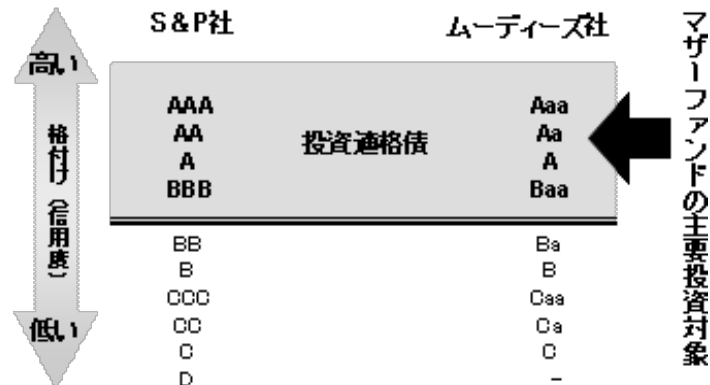 S&P社 ムーディーズ社
高い
格付け（信用度）
低い
AAA Aaa
AA Aa
投資適格債
A A
BBB Baa
BB Ba
B B
CCC Caa
CC Ca
C C
D -
マザーファンドの主要投資対象